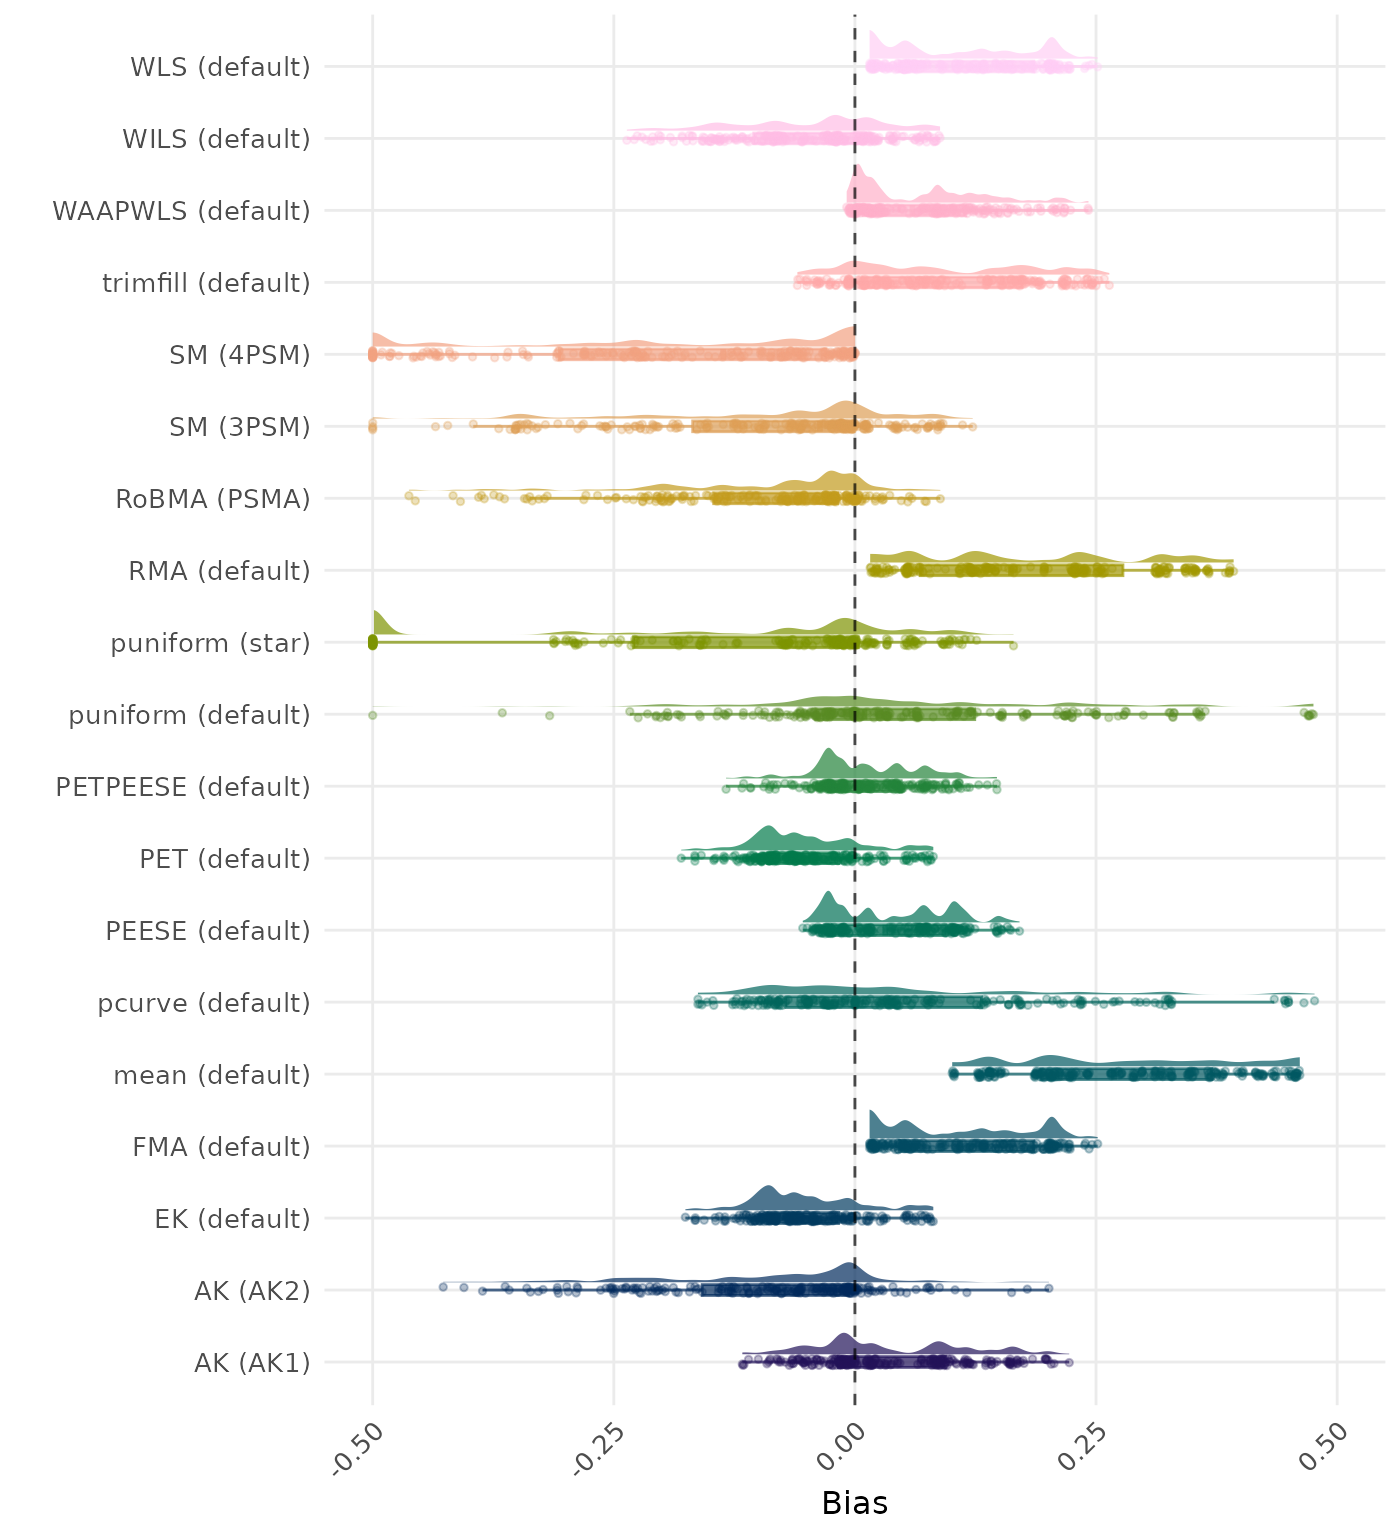 WLS (default)
WILS (default)
WAAPWLS (default)
trimfill (default)
SM (4PSM)
SM (3PSM)
RoBMA (PSMA)
RMA (default)
puniform (star)
puniform (default)
PETPEESE (default)
PET (default)
PEESE (default)
pcurve (default)
mean (default)
FMA (default)
EK (default)
AK (AK2)
AK (AK1)
-0.50
-0.25
0.00
0.25
0.50
Bias